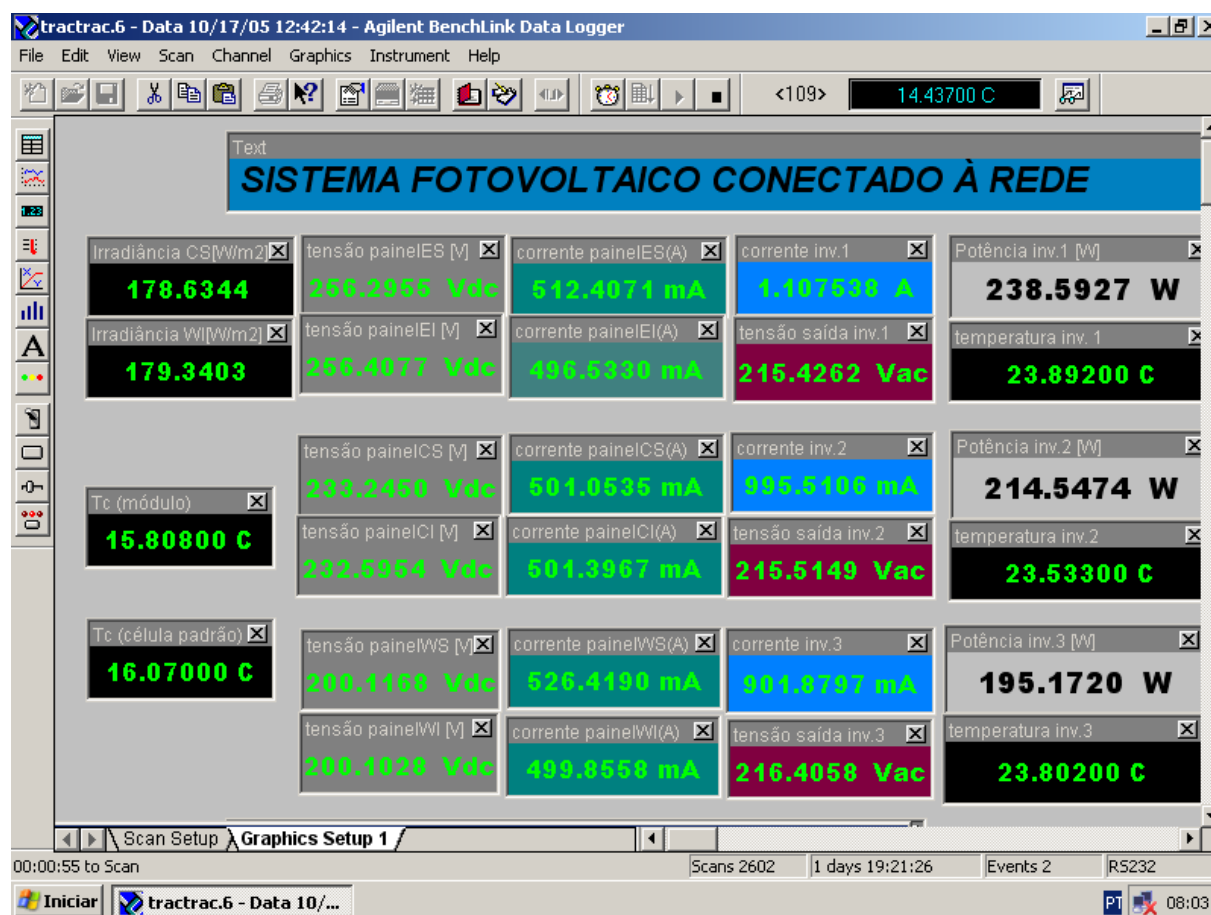 tractrac.6 - Data 10/17/05 12:42:14 - Agilent BenchLink Data Logger
File Edit View Scan Channel Graphics Instrument Help
<109> 14.43700 C
Text
SISTEMA FOTOVOLTAICO CONECTADO À REDE
Irradiância CS[W/m2] tensão painelES [V] corrente painelES(A) corrente inv.1 Potência inv.1 [W]
178.6344 256.2955 Vdc 512.4071 mA 1.107538 A 238.5927 W
Irradiância WI[W/m2] tensão painelEI [V] corrente painelEI(A) tensão saída inv.1 temperatura inv. 1
179.3403 256.4077 Vdc 496.5330 mA 215.4262 Vac 23.89200 C
tensão painelCS [V] corrente painelCS(A) corrente inv.2 Potência inv.2 [W]
233.2450 Vdc 501.0535 mA 995.5106 mA 214.5474 W
Tc (módulo) tensão painelCI [V] corrente painelCI(A) tensão saída inv.2 temperatura inv.2
15.80800 C 232.5954 Vdc 501.3967 mA 215.5149 Vac 23.53300 C
Tc (célula padrão) tensão painelWS [V] corrente painelWS(A) corrente inv.3 Potência inv.3 [W]
16.07000 C 200.1168 Vdc 526.4190 mA 901.8797 mA 195.1720 W
tensão painelWI [V] corrente painelWI(A) tensão saída inv.3 temperatura inv.3
200.1028 Vdc 499.8558 mA 216.4058 Vac 23.80200 C
Scan Setup Graphics Setup 1
00:00:55 to Scan Scans 2602 1 days 19:21:26 Events 2 RS232
Iniciar tractrac.6 - Data 10/... PT 08:03